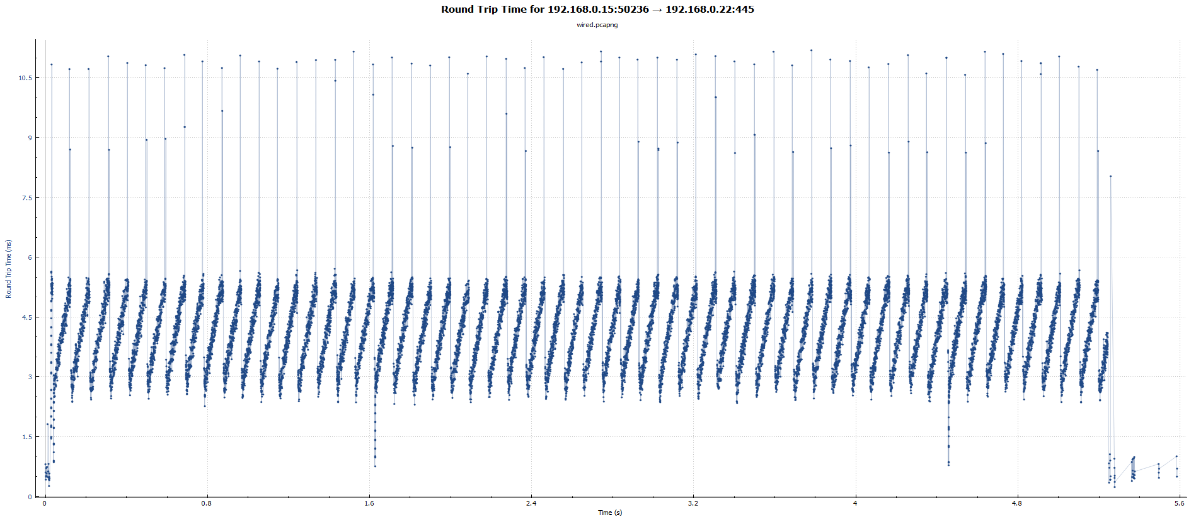 Round Trip Time for 192.168.0.15:50236 → 192.168.0.22:445
wired.pcapng
10.5
9
7.5
6
4.5
3
1.5
0
Round Trip Time (ms)
0 0.8 1.6 2.4 3.2 4 4.8 5.6
Time (s)